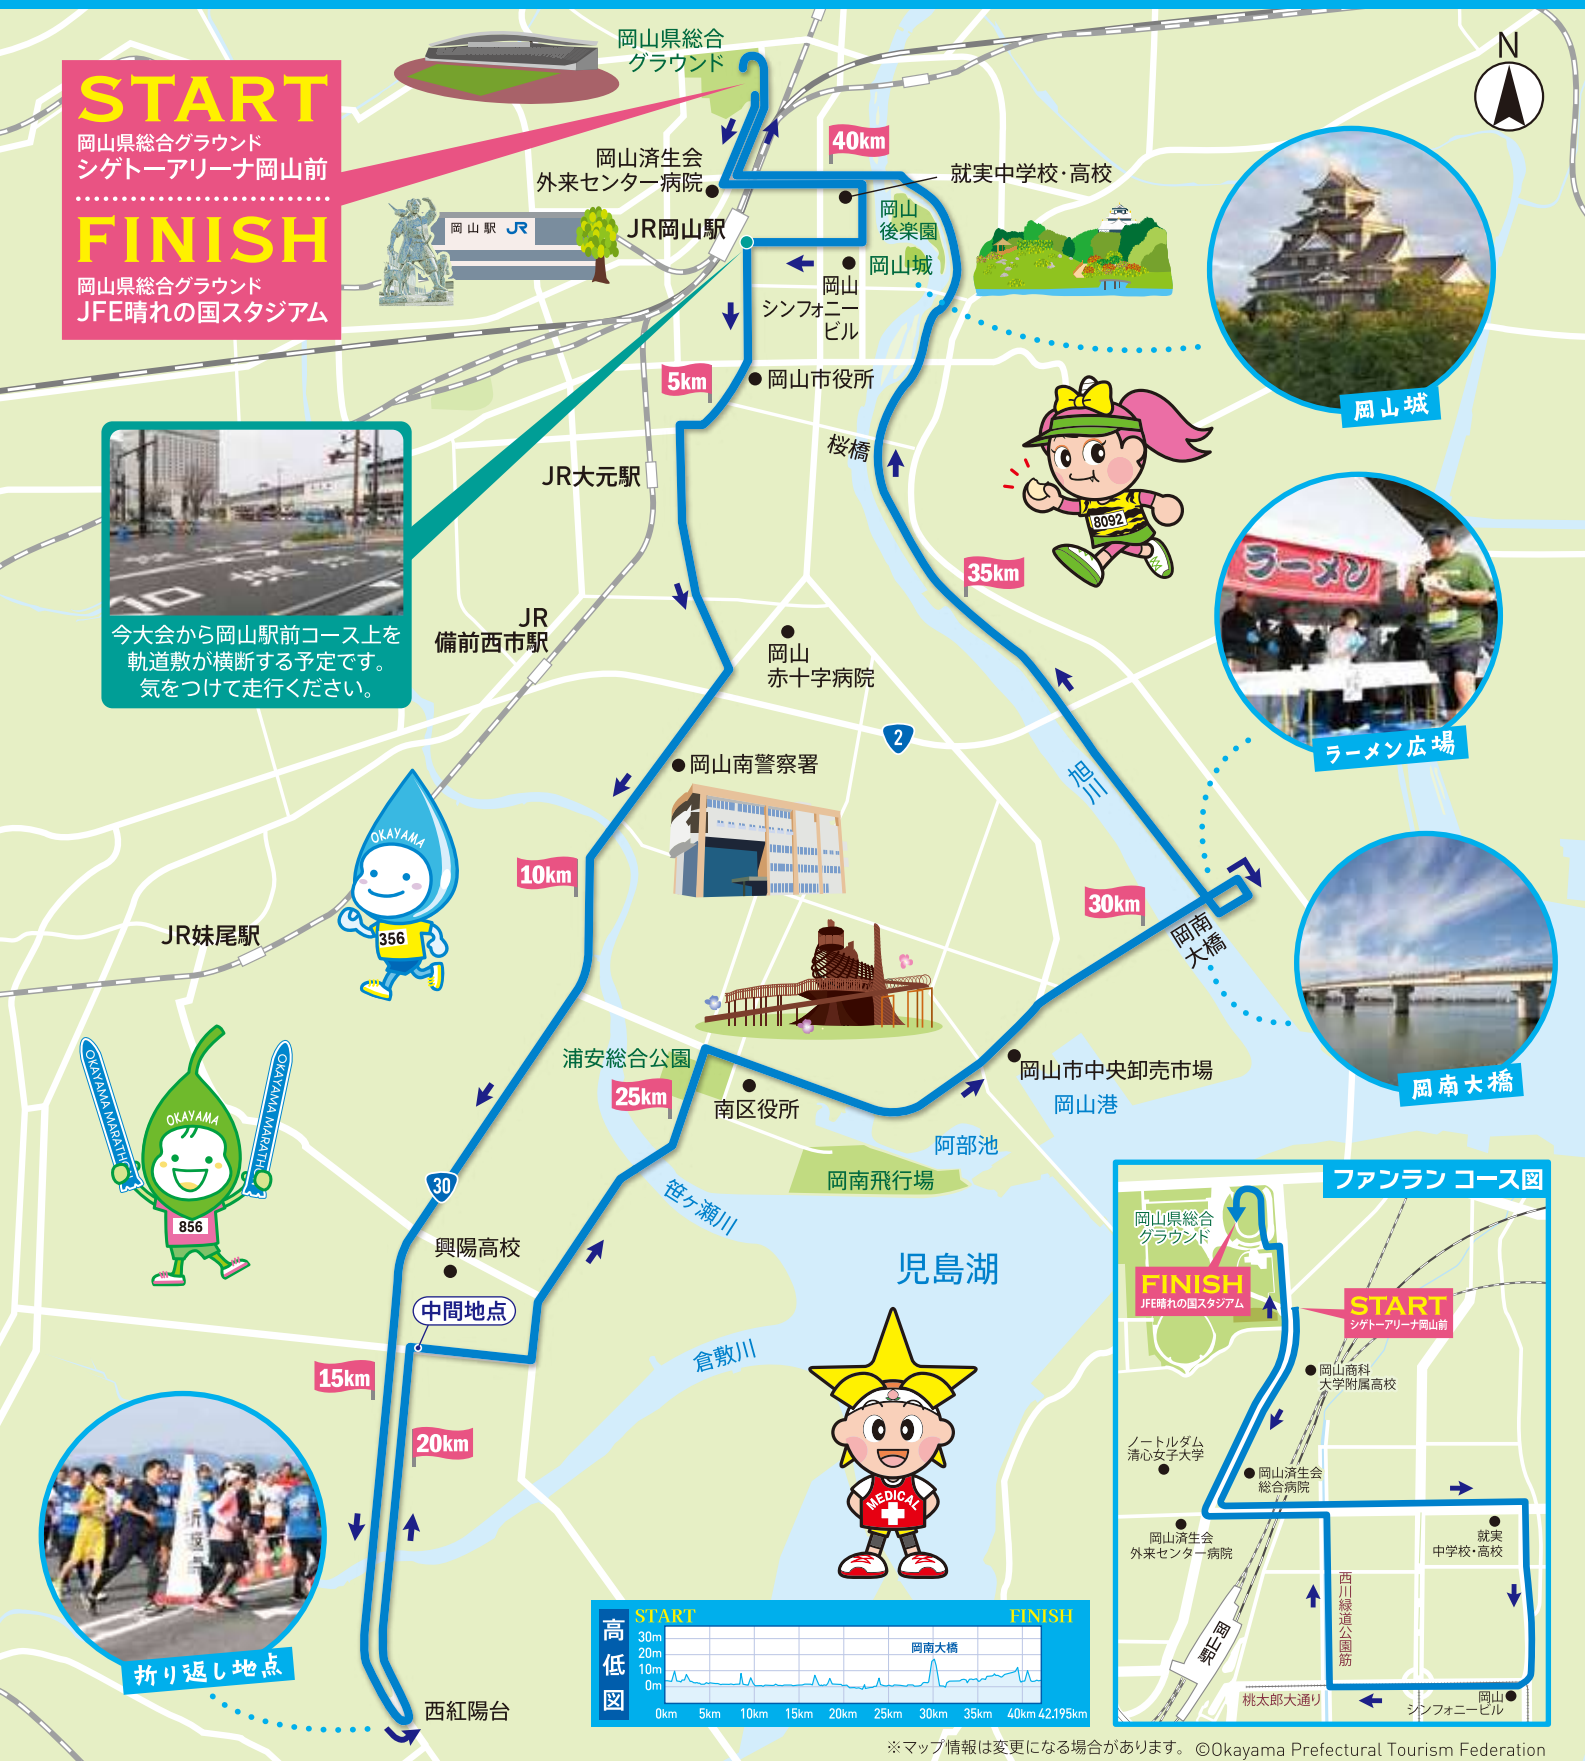 START
岡山県総合グラウンド
シゲトーアリーナ岡山前
FINISH
岡山県総合グラウンド
JFE晴れの国スタジアム
岡山県総合
グラウンド
N
40km
岡山済生会
外来センター病院
就実中学校・高校
岡山駅 JR
JR岡山駅
岡山
後楽園
岡山城
岡山
シンフォニー
ビル
5km
岡山市役所
岡山城
桜橋
JR大元駅
8092
35km
ラーメン
ラーメン広場
今大会から岡山駅前コース上を
軌道敷が横断する予定です。
気をつけて走行ください。
JR
備前西市駅
岡山
赤十字病院
2
岡山南警察署
旭川
OKAYAMA
356
10km
30km
岡南
大橋
JR妹尾駅
岡南大橋
浦安総合公園
25km
南区役所
岡山市中央卸売市場
岡山港
阿部池
岡南飛行場
OKAYAMA MARATH
OKAYAMA
OKAYAMA MARATH
856
30
笹ヶ瀬川
興陽高校
児島湖
中間地点
倉敷川
15km
20km
MEDICAL
折り返し地点
西紅陽台
高低図
START
FINISH
30m
20m
10m
0m
岡南大橋
0km 5km 10km 15km 20km 25km 30km 35km 40km 42.195km
ファンラン コース図
岡山県総合
グラウンド
FINISH
JFE晴れの国スタジアム
START
シゲトーアリーナ岡山前
岡山商科
大学附属高校
ノートルダム
清心女子大学
岡山済生会
総合病院
岡山済生会
外来センター病院
就実
中学校・高校
西川緑道公園筋
岡山駅
桃太郎大通り
岡山
シンフォニービル
※マップ情報は変更になる場合があります。 ©Okayama Prefectural Tourism Federation